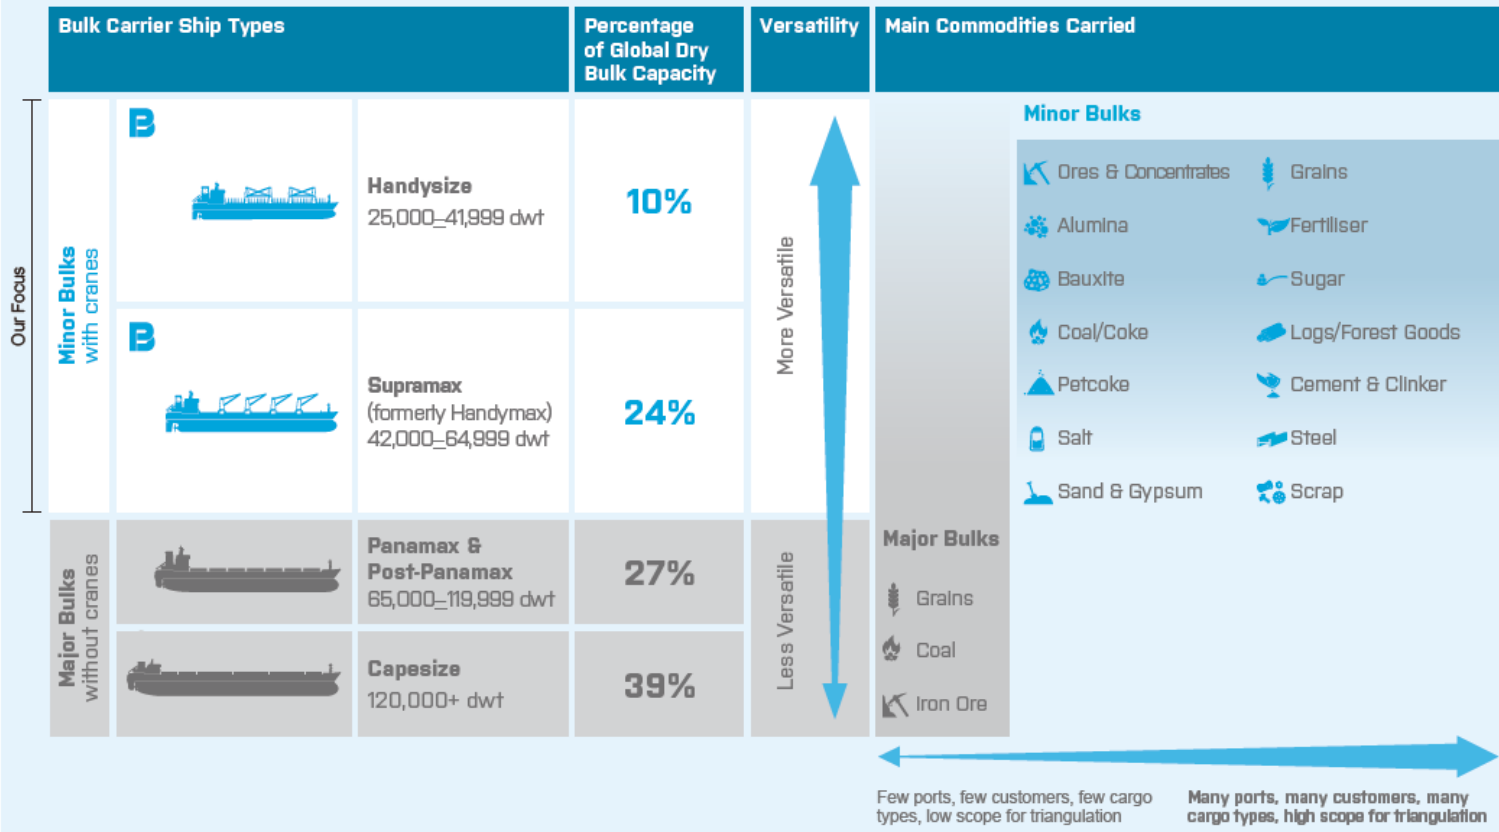 Bulk Carrier Ship Types
Percentage
of Global Dry
Bulk Capacity
Versatility
Main Commodities Carried
Our Focus
Minor Bulks
with cranes
B
Handysize
25,000–41,999 dwt
10%
B
Supramax
(formerly Handymax)
42,000–64,999 dwt
24%
Major Bulks
without cranes
Panamax &
Post-Panamax
65,000–119,999 dwt
27%
Capesize
120,000+ dwt
39%
More Versatile
Less Versatile
Minor Bulks
Ores & Concentrates
Grains
Alumina
Fertiliser
Bauxite
Sugar
Coal/Coke
Logs/Forest Goods
Petcoke
Cement & Clinker
Salt
Steel
Sand & Gypsum
Scrap
Major Bulks
Grains
Coal
Iron Ore
Few ports, few customers, few cargo
types, low scope for triangulation
Many ports, many customers, many
cargo types, high scope for triangulation